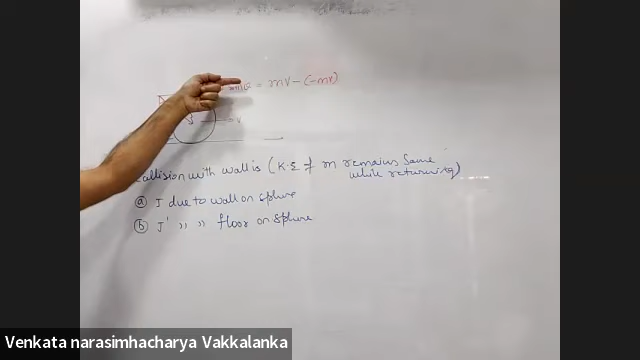 = mV - (-mv)
V
collision with wall is (K.E of m remains same
while returning)
(a) J due to wall on sphere
(b) J' ,, ,, floor on sphere
Venkata narasimhacharya Vakkalanka